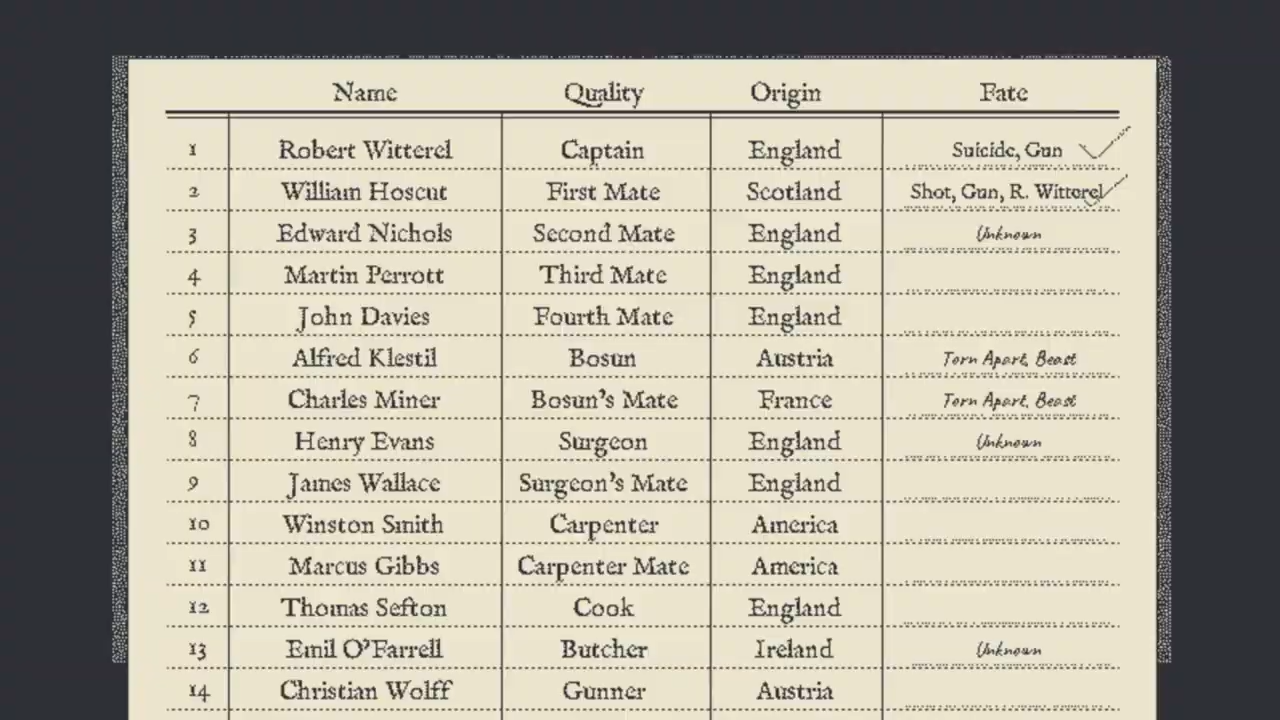 Name Quality Origin Fate
1 Robert Witterel Captain England Suicide, Gun
2 William Hoscut First Mate Scotland Shot, Gun, R. Witterel
3 Edward Nichols Second Mate England Unknown
4 Martin Perrott Third Mate England
5 John Davies Fourth Mate England
6 Alfred Klestil Bosun Austria Torn Apart, Beast
7 Charles Miner Bosun's Mate France Torn Apart, Beast
8 Henry Evans Surgeon England Unknown
9 James Wallace Surgeon's Mate England
10 Winston Smith Carpenter America
11 Marcus Gibbs Carpenter Mate America
12 Thomas Sefton Cook England
13 Emil O'Farrell Butcher Ireland Unknown
14 Christian Wolff Gunner Austria